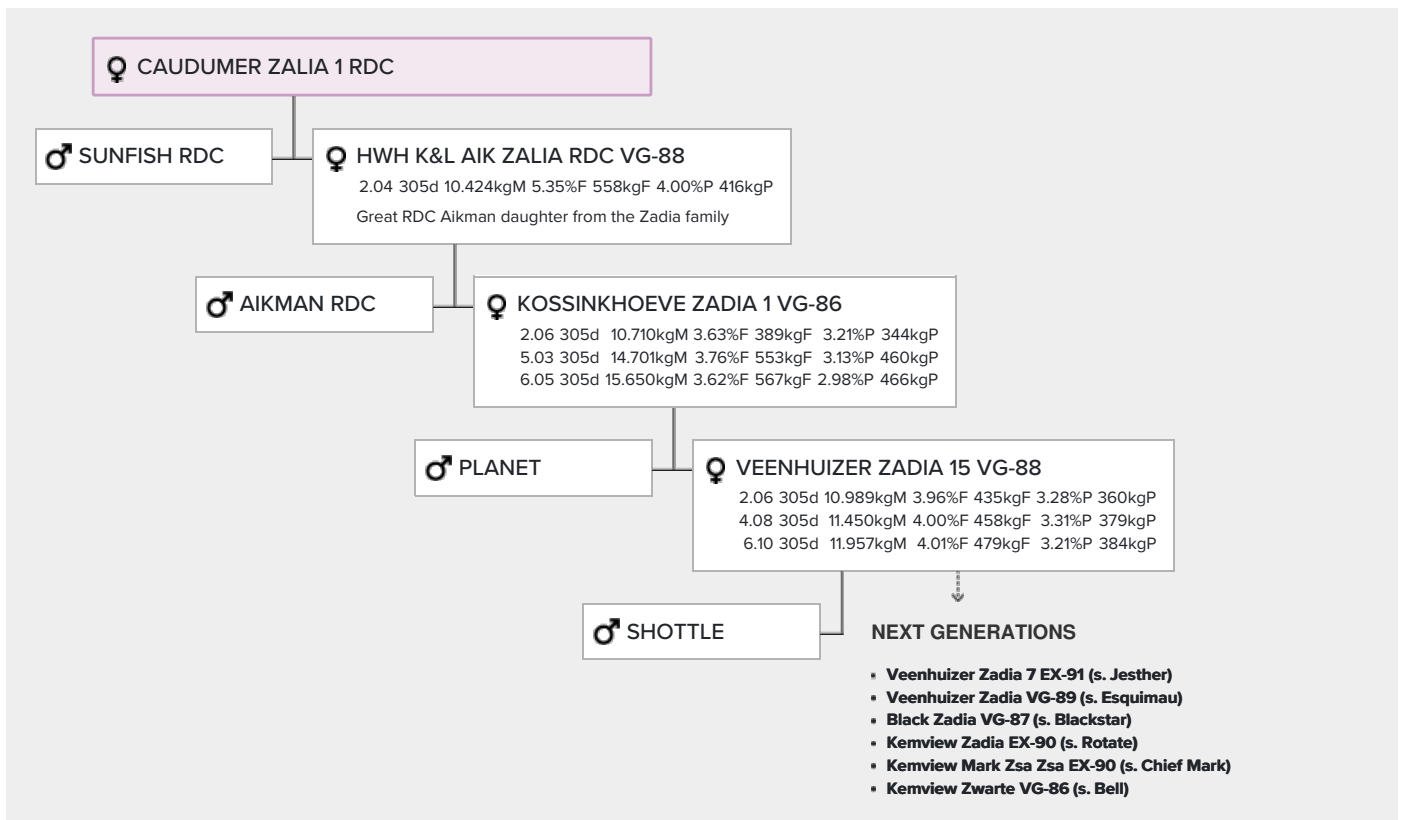 CAUDUMER ZALIA 1 RDC
SUNFISH RDC
HWH K&L AIK ZALIA RDC VG-88
2.04 305d 10.424kgM 5.35%F 558kgF 4.00%P 416kgP
Great RDC Aikman daughter from the Zadia family
AIKMAN RDC
KOSSINKHOEVE ZADIA 1 VG-86
2.06 305d 10.710kgM 3.63%F 389kgF 3.21%P 344kgP
5.03 305d 14.701kgM 3.76%F 553kgF 3.13%P 460kgP
6.05 305d 15.650kgM 3.62%F 567kgF 2.98%P 466kgP
PLANET
VEENHUIZER ZADIA 15 VG-88
2.06 305d 10.989kgM 3.96%F 435kgF 3.28%P 360kgP
4.08 305d 11.450kgM 4.00%F 458kgF 3.31%P 379kgP
6.10 305d 11.957kgM 4.01%F 479kgF 3.21%P 384kgP
SHOTTLE
NEXT GENERATIONS
▪ Veenhuizer Zadia 7 EX-91 (s. Jesther)
▪ Veenhuizer Zadia VG-89 (s. Esquimau)
▪ Black Zadia VG-87 (s. Blackstar)
▪ Kemview Zadia EX-90 (s. Rotate)
▪ Kemview Mark Zsa Zsa EX-90 (s. Chief Mark)
▪ Kemview Zwarte VG-86 (s. Bell)